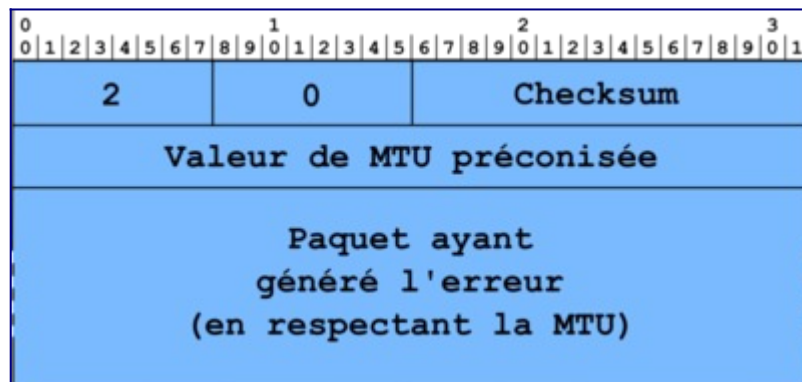 0 1 2 3
0|1|2|3|4|5|6|7|8|9|0|1|2|3|4|5|6|7|8|9|0|1|2|3|4|5|6|7|8|9|0|1
2 0 Checksum
Valeur de MTU préconisée
Paquet ayant
généré l'erreur
(en respectant la MTU)